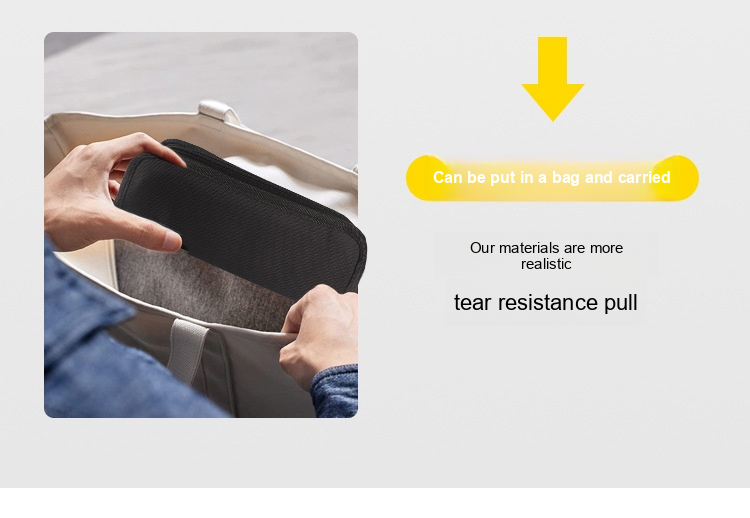 Can be put in a bag and carried
Our materials are more
realistic
tear resistance pull